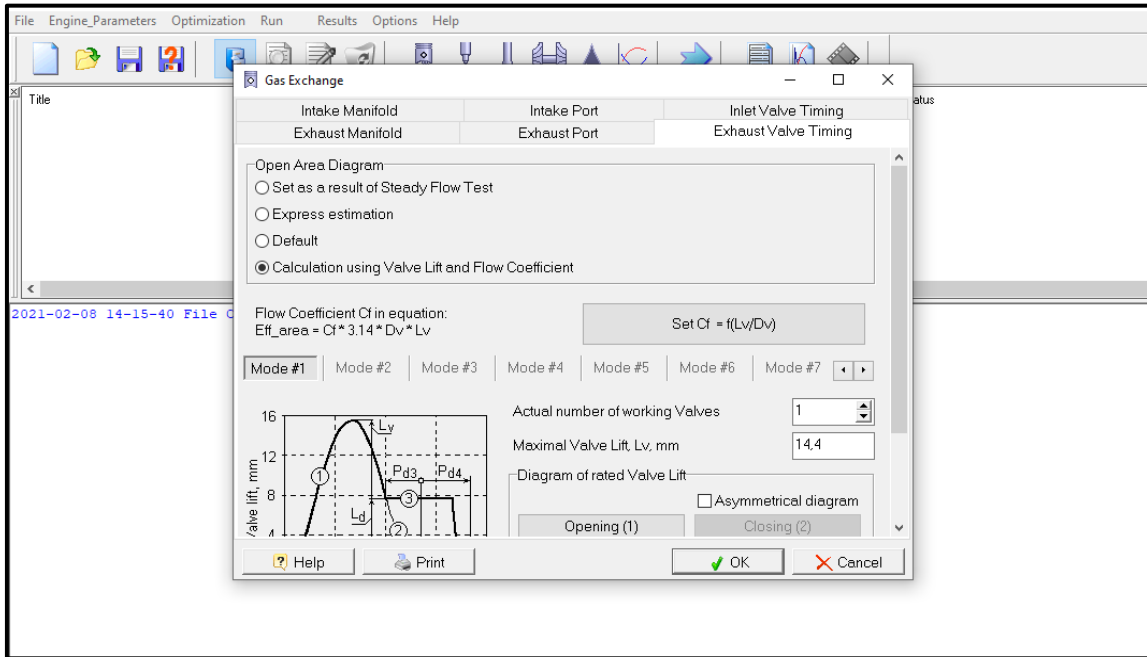 File Engine_Parameters Optimization Run Results Options Help
Gas Exchange
Title
atus
Intake Manifold Intake Port Inlet Valve Timing
Exhaust Manifold Exhaust Port Exhaust Valve Timing
Open Area Diagram
Set as a result of Steady Flow Test
Express estimation
Default
Calculation using Valve Lift and Flow Coefficient
2021-02-08 14-15-40 File C
Flow Coefficient Cf in equation:
Eff_area = Cf * 3.14 * Dv * Lv
Set Cf = f(Lv/Dv)
Mode #1 Mode #2 Mode #3 Mode #4 Mode #5 Mode #6 Mode #7
Actual number of working Valves 1
Maximal Valve Lift, Lv, mm 14,4
Diagram of rated Valve Lift
Asymmetrical diagram
Opening (1) Closing (2)
16
12
8
4
Valve lift, mm
Lv
Pd3 Pd4
1
3
Ld
2
Help Print OK Cancel